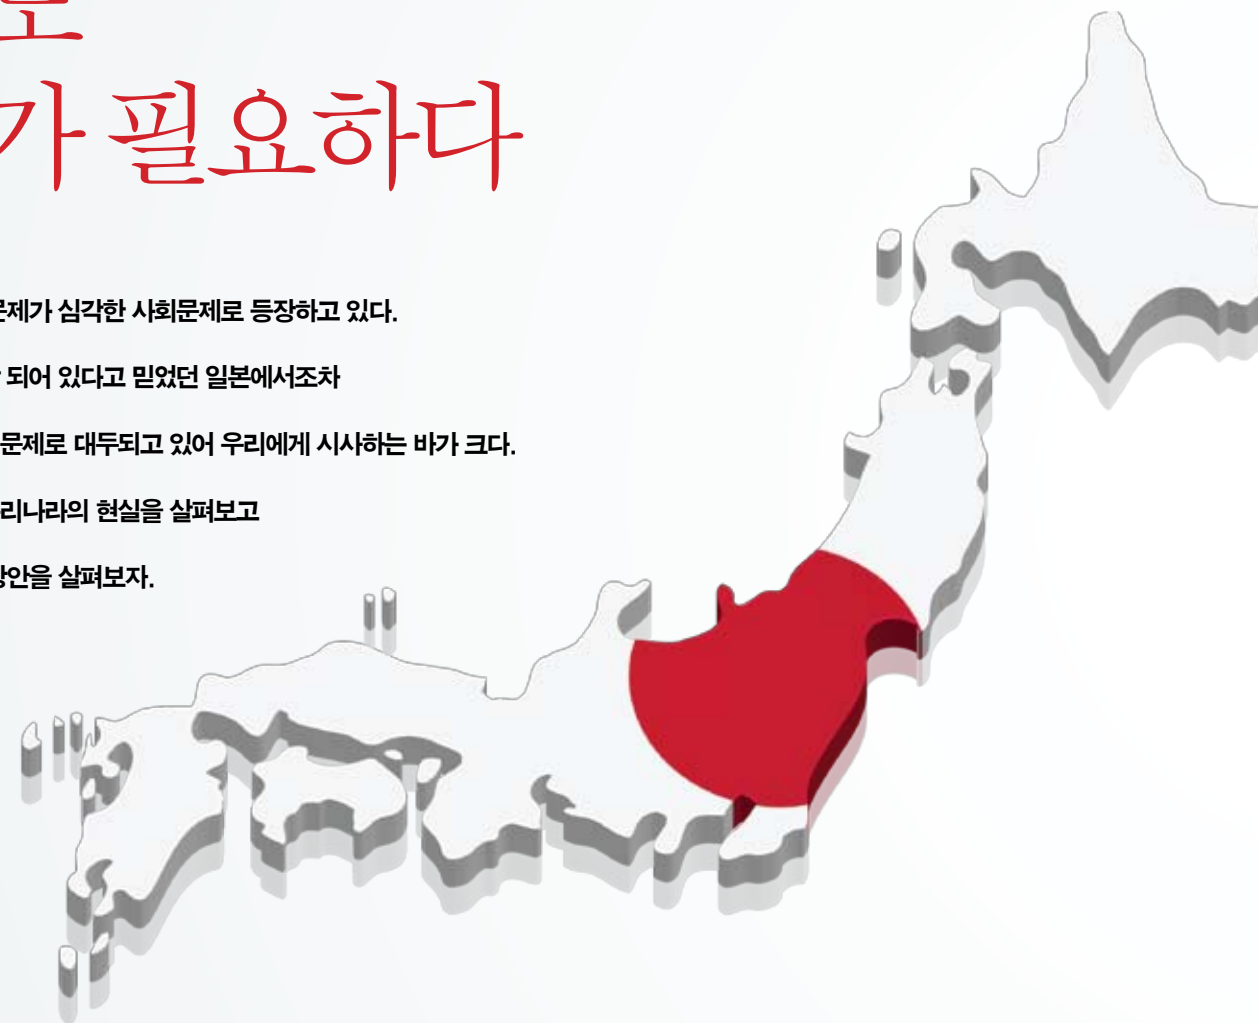 로
가 필요하다
문제가 심각한 사회문제로 등장하고 있다.
되어 있다고 믿었던 일본에서조차
문제로 대두되고 있어 우리에게 시사하는 바가 크다.
우리나라의 현실을 살펴보고
방안을 살펴보자.